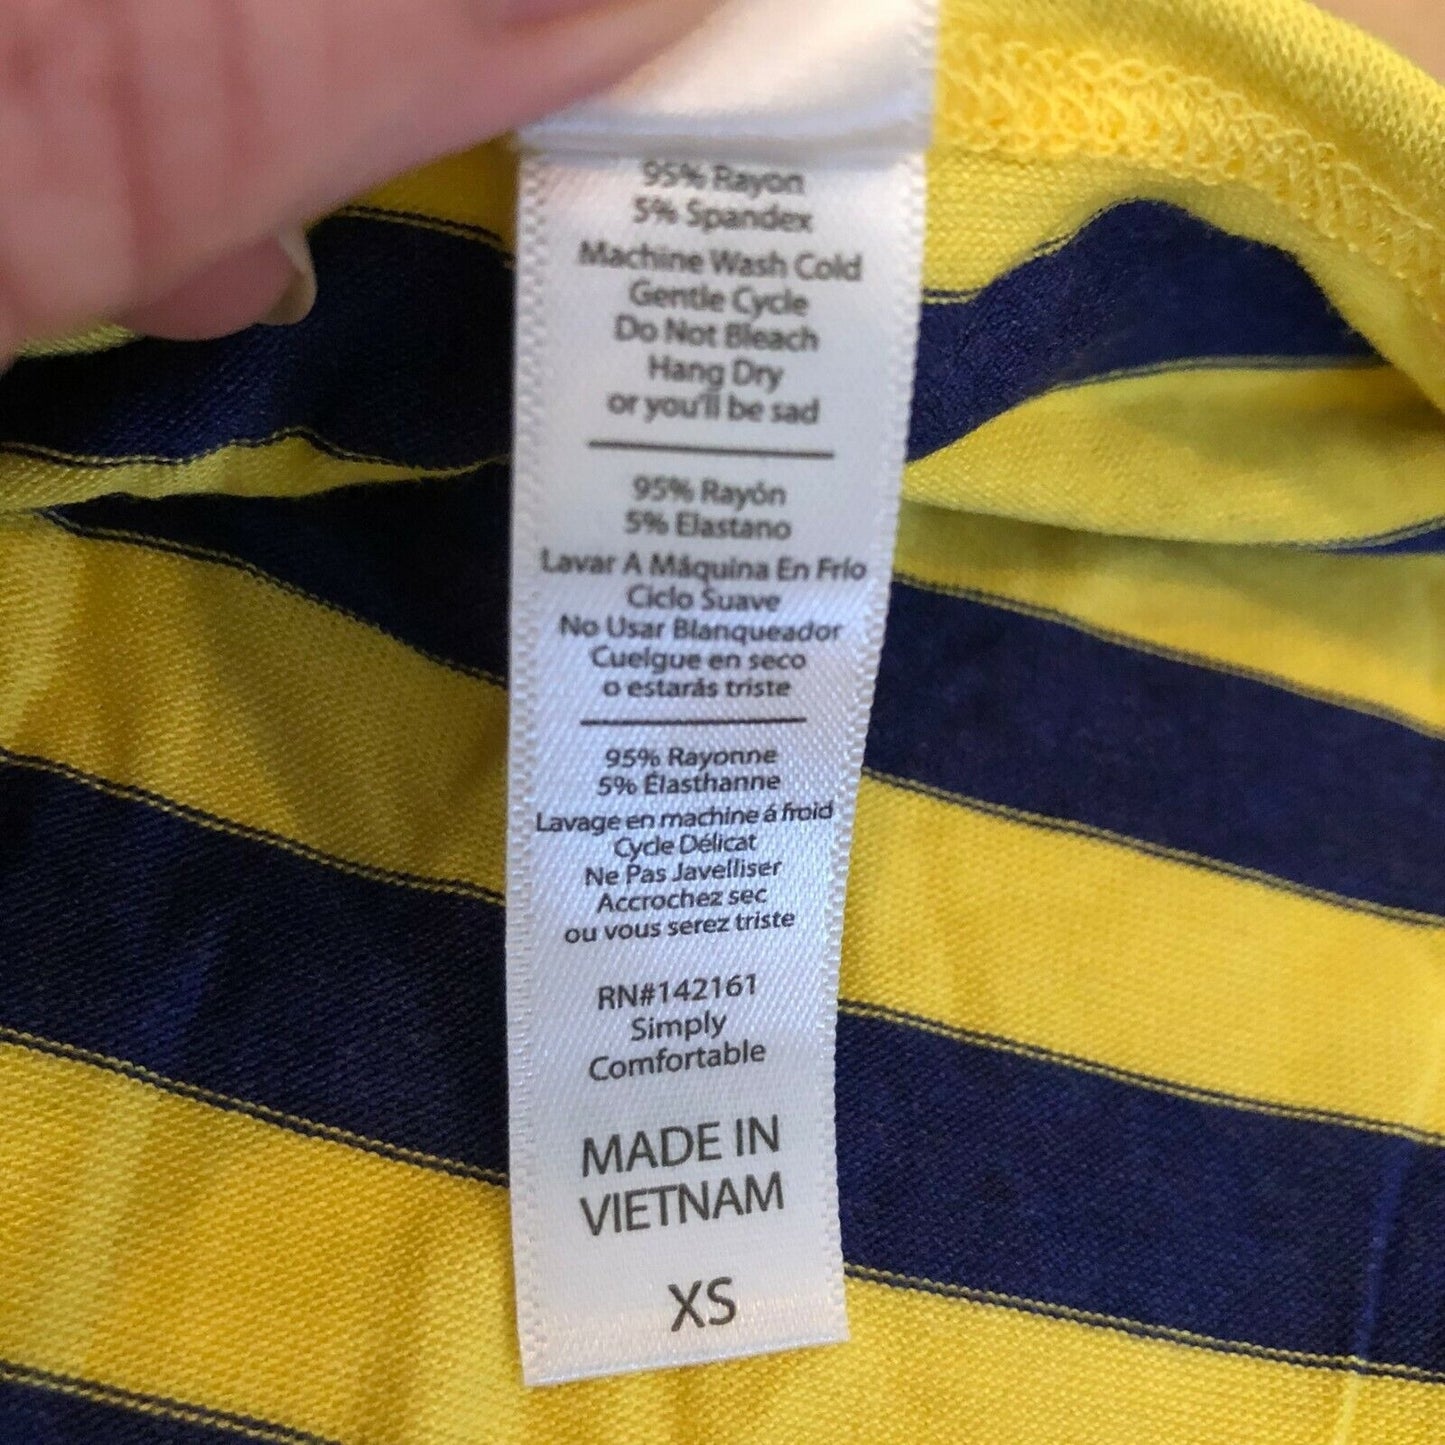 95% Rayon
5% Spandex
Machine Wash Cold
Gentle Cycle
Do Not Bleach
Hang Dry
or you'll be sad
95% Rayón
5% Elastano
Lavar A Máquina En Frío
Ciclo Suave
No Usar Blanqueador
Cuelgue en seco
o estarás triste
95% Rayonne
5% Élasthanne
Lavage en machine á froid
Cycle Délicat
Ne Pas Javelliser
Accrochez sec
ou vous serez triste
RN#142161
Simply
Comfortable
MADE IN
VIETNAM
XS